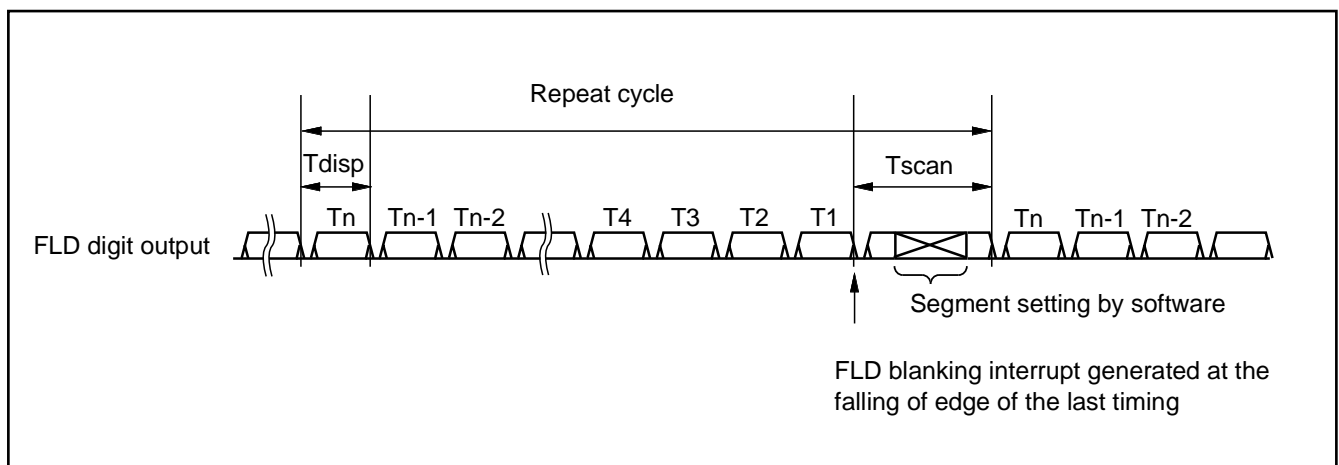 Repeat cycle
Tdisp
Tscan
Tn Tn-1 Tn-2 T4 T3 T2 T1 Tn Tn-1 Tn-2
FLD digit output
Segment setting by software
FLD blanking interrupt generated at the
falling of edge of the last timing